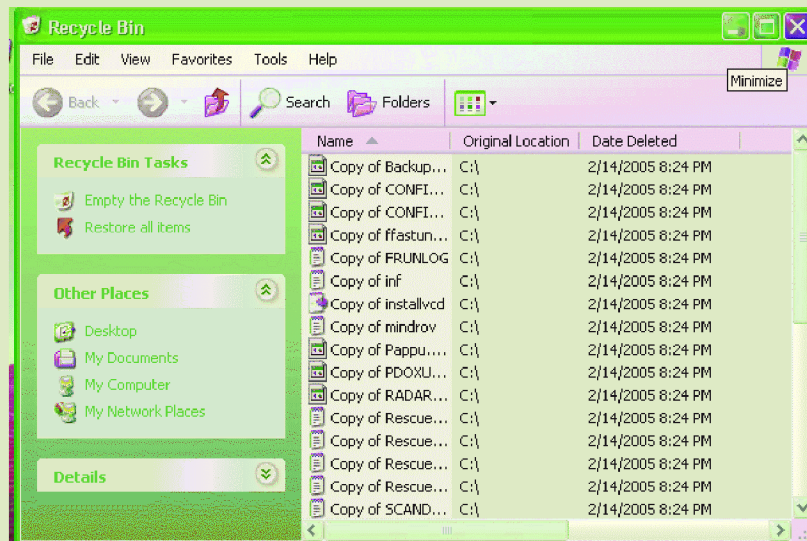 Recycle Bin
File Edit View Favorites Tools Help
Minimize
Back Search Folders
Name Original Location Date Deleted
Recycle Bin Tasks
Empty the Recycle Bin
Restore all items
Other Places
Desktop
My Documents
My Computer
My Network Places
Details
Copy of Backup... C:\ 2/14/2005 8:24 PM
Copy of CONFI... C:\ 2/14/2005 8:24 PM
Copy of CONFI... C:\ 2/14/2005 8:24 PM
Copy of ffastun... C:\ 2/14/2005 8:24 PM
Copy of FRUNLOG C:\ 2/14/2005 8:24 PM
Copy of inf C:\ 2/14/2005 8:24 PM
Copy of installvcd C:\ 2/14/2005 8:24 PM
Copy of mindrov C:\ 2/14/2005 8:24 PM
Copy of Pappu.... C:\ 2/14/2005 8:24 PM
Copy of PDOXU... C:\ 2/14/2005 8:24 PM
Copy of RADAR... C:\ 2/14/2005 8:24 PM
Copy of Rescue... C:\ 2/14/2005 8:24 PM
Copy of Rescue... C:\ 2/14/2005 8:24 PM
Copy of Rescue... C:\ 2/14/2005 8:24 PM
Copy of Rescue... C:\ 2/14/2005 8:24 PM
Copy of SCAND... C:\ 2/14/2005 8:24 PM